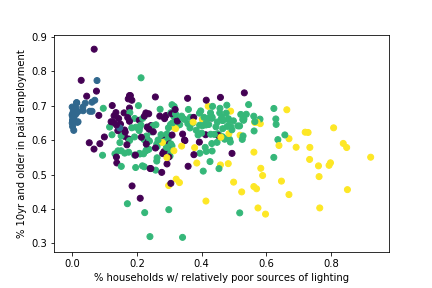 % 10yr and older in paid employment
0.9
0.8
0.7
0.6
0.5
0.4
0.3
0.0 0.2 0.4 0.6 0.8
% households w/ relatively poor sources of lighting